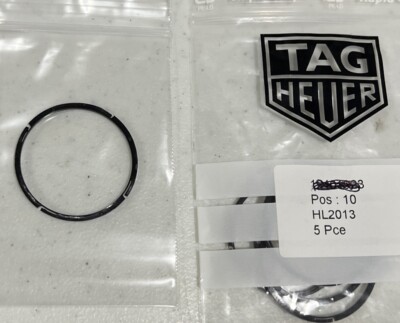 TAG
HEUER
Pos : 10
HL2013
5 Pce